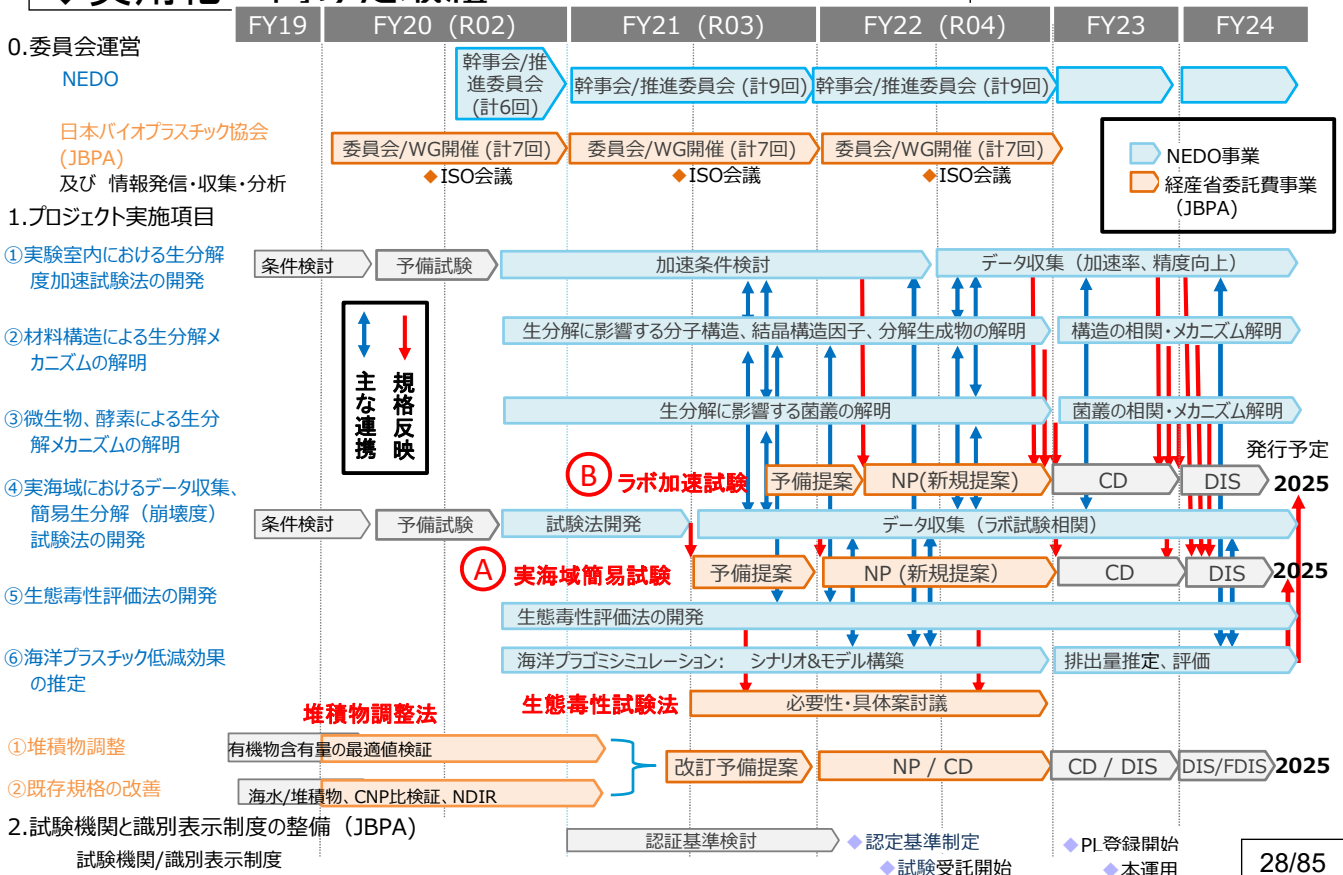 FY19
FY20 (R02)
FY21 (R03)
FY22 (R04)
FY23
FY24
0.委員会運営
NEDO
幹事会/推
進委員会
(計6回)
幹事会/推進委員会 (計9回)
幹事会/推進委員会 (計9回)
日本バイオプラスチック協会
(JBPA)
及び 情報発信・収集・分析
委員会/WG開催 (計7回)
委員会/WG開催 (計7回)
委員会/WG開催 (計7回)
◆ISO会議
◆ISO会議
◆ISO会議
NEDO事業
経産省委託費事業
(JBPA)
1.プロジェクト実施項目
①実験室内における生分解
度加速試験法の開発
条件検討
予備試験
加速条件検討
データ収集(加速率、精度向上)
主な連携
規格反映
②材料構造による生分解メ
カニズムの解明
生分解に影響する分子構造、結晶構造因子、分解生成物の解明
構造の相関・メカニズム解明
③微生物、酵素による生分
解メカニズムの解明
生分解に影響する菌叢の解明
菌叢の相関・メカニズム解明
発行予定
Ⓑ ラボ加速試験
予備提案
NP(新規提案)
CD
DIS
2025
④実海域におけるデータ収集、
簡易生分解(崩壊度)
試験法の開発
条件検討
予備試験
試験法開発
データ収集(ラボ試験相関)
Ⓐ 実海域簡易試験
予備提案
NP (新規提案)
CD
DIS
2025
⑤生態毒性評価法の開発
生態毒性評価法の開発
⑥海洋プラスチック低減効果
の推定
海洋プラゴミシミュレーション: シナリオ&モデル構築
排出量推定、評価
生態毒性試験法
必要性・具体案討議
堆積物調整法
①堆積物調整
有機物含有量の最適値検証
改訂予備提案
NP / CD
CD / DIS
DIS/FDIS
2025
②既存規格の改善
海水/堆積物、CNP比検証、NDIR
2.試験機関と識別表示制度の整備(JBPA)
試験機関/識別表示制度
認証基準検討
◆認定基準制定
◆試験受託開始
◆PL登録開始
◆本運用
28/85